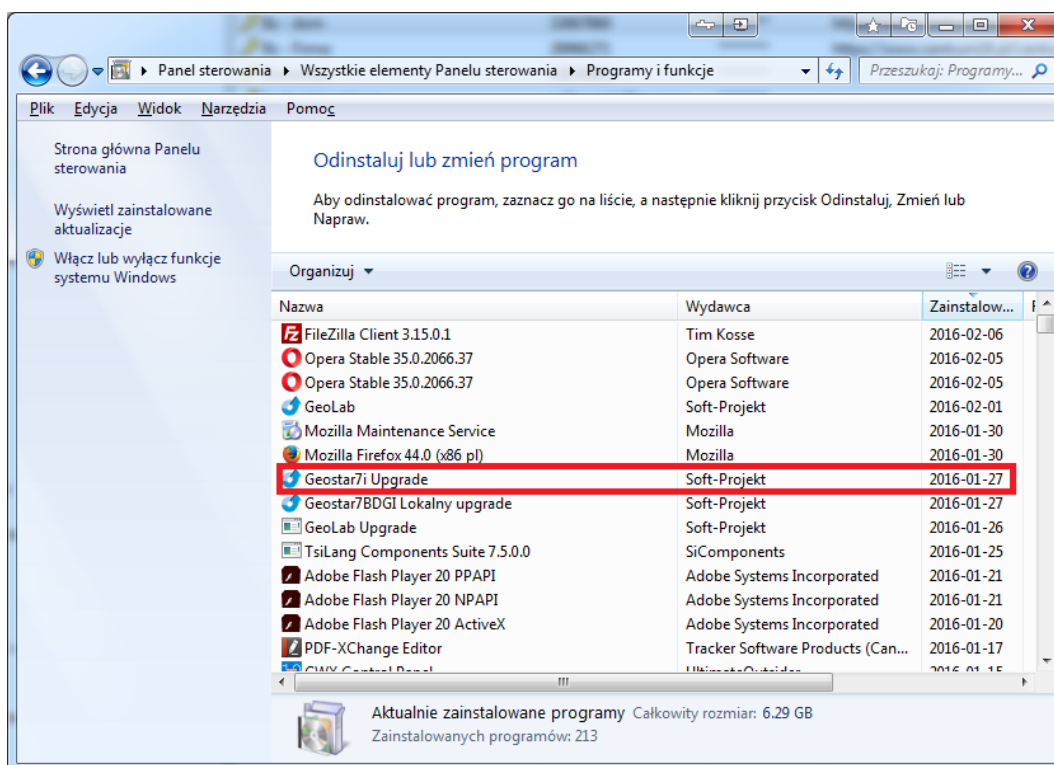 Panel sterowania ▸ Wszystkie elementy Panelu sterowania ▸ Programy i funkcje
Przeszukaj: Programy...
Plik Edycja Widok Narzędzia Pomoc
Strona główna Panelu
sterowania
Wyświetl zainstalowane
aktualizacje
Włącz lub wyłącz funkcje
systemu Windows
Odinstaluj lub zmień program
Aby odinstalować program, zaznacz go na liście, a następnie kliknij przycisk Odinstaluj, Zmień lub
Napraw.
Organizuj
Nazwa Wydawca Zainstalow...
FileZilla Client 3.15.0.1 Tim Kosse 2016-02-06
Opera Stable 35.0.2066.37 Opera Software 2016-02-05
Opera Stable 35.0.2066.37 Opera Software 2016-02-05
GeoLab Soft-Projekt 2016-02-01
Mozilla Maintenance Service Mozilla 2016-01-30
Mozilla Firefox 44.0 (x86 pl) Mozilla 2016-01-30
Geostar7i Upgrade Soft-Projekt 2016-01-27
Geostar7BDGI Lokalny upgrade Soft-Projekt 2016-01-27
GeoLab Upgrade Soft-Projekt 2016-01-26
TsiLang Components Suite 7.5.0.0 SiComponents 2016-01-25
Adobe Flash Player 20 PPAPI Adobe Systems Incorporated 2016-01-21
Adobe Flash Player 20 NPAPI Adobe Systems Incorporated 2016-01-21
Adobe Flash Player 20 ActiveX Adobe Systems Incorporated 2016-01-20
PDF-XChange Editor Tracker Software Products (Can... 2016-01-17
Aktualnie zainstalowane programy Całkowity rozmiar: 6.29 GB
Zainstalowanych programów: 213